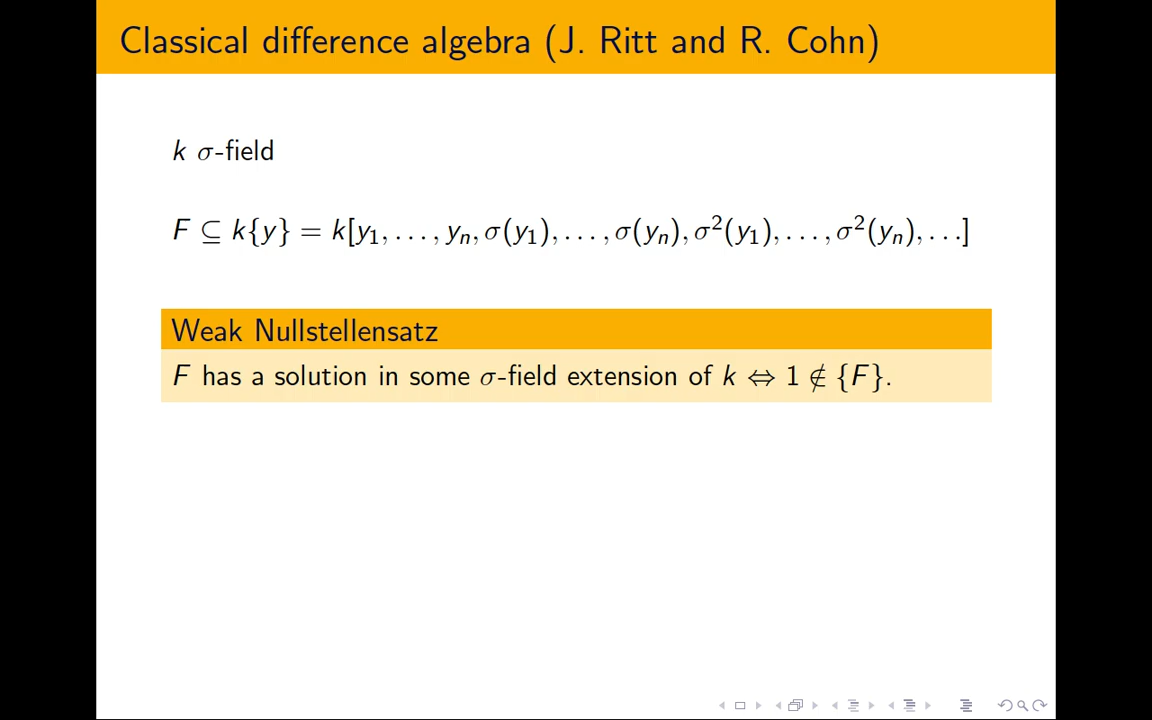 Classical difference algebra (J. Ritt and R. Cohn)
k σ-field
F ⊆ k{y} = k[y₁, . . . , yₙ, σ(y₁), . . . , σ(yₙ), σ²(y₁), . . . , σ²(yₙ), . . .]
Weak Nullstellensatz
F has a solution in some σ-field extension of k ⇔ 1 ∉ {F}.